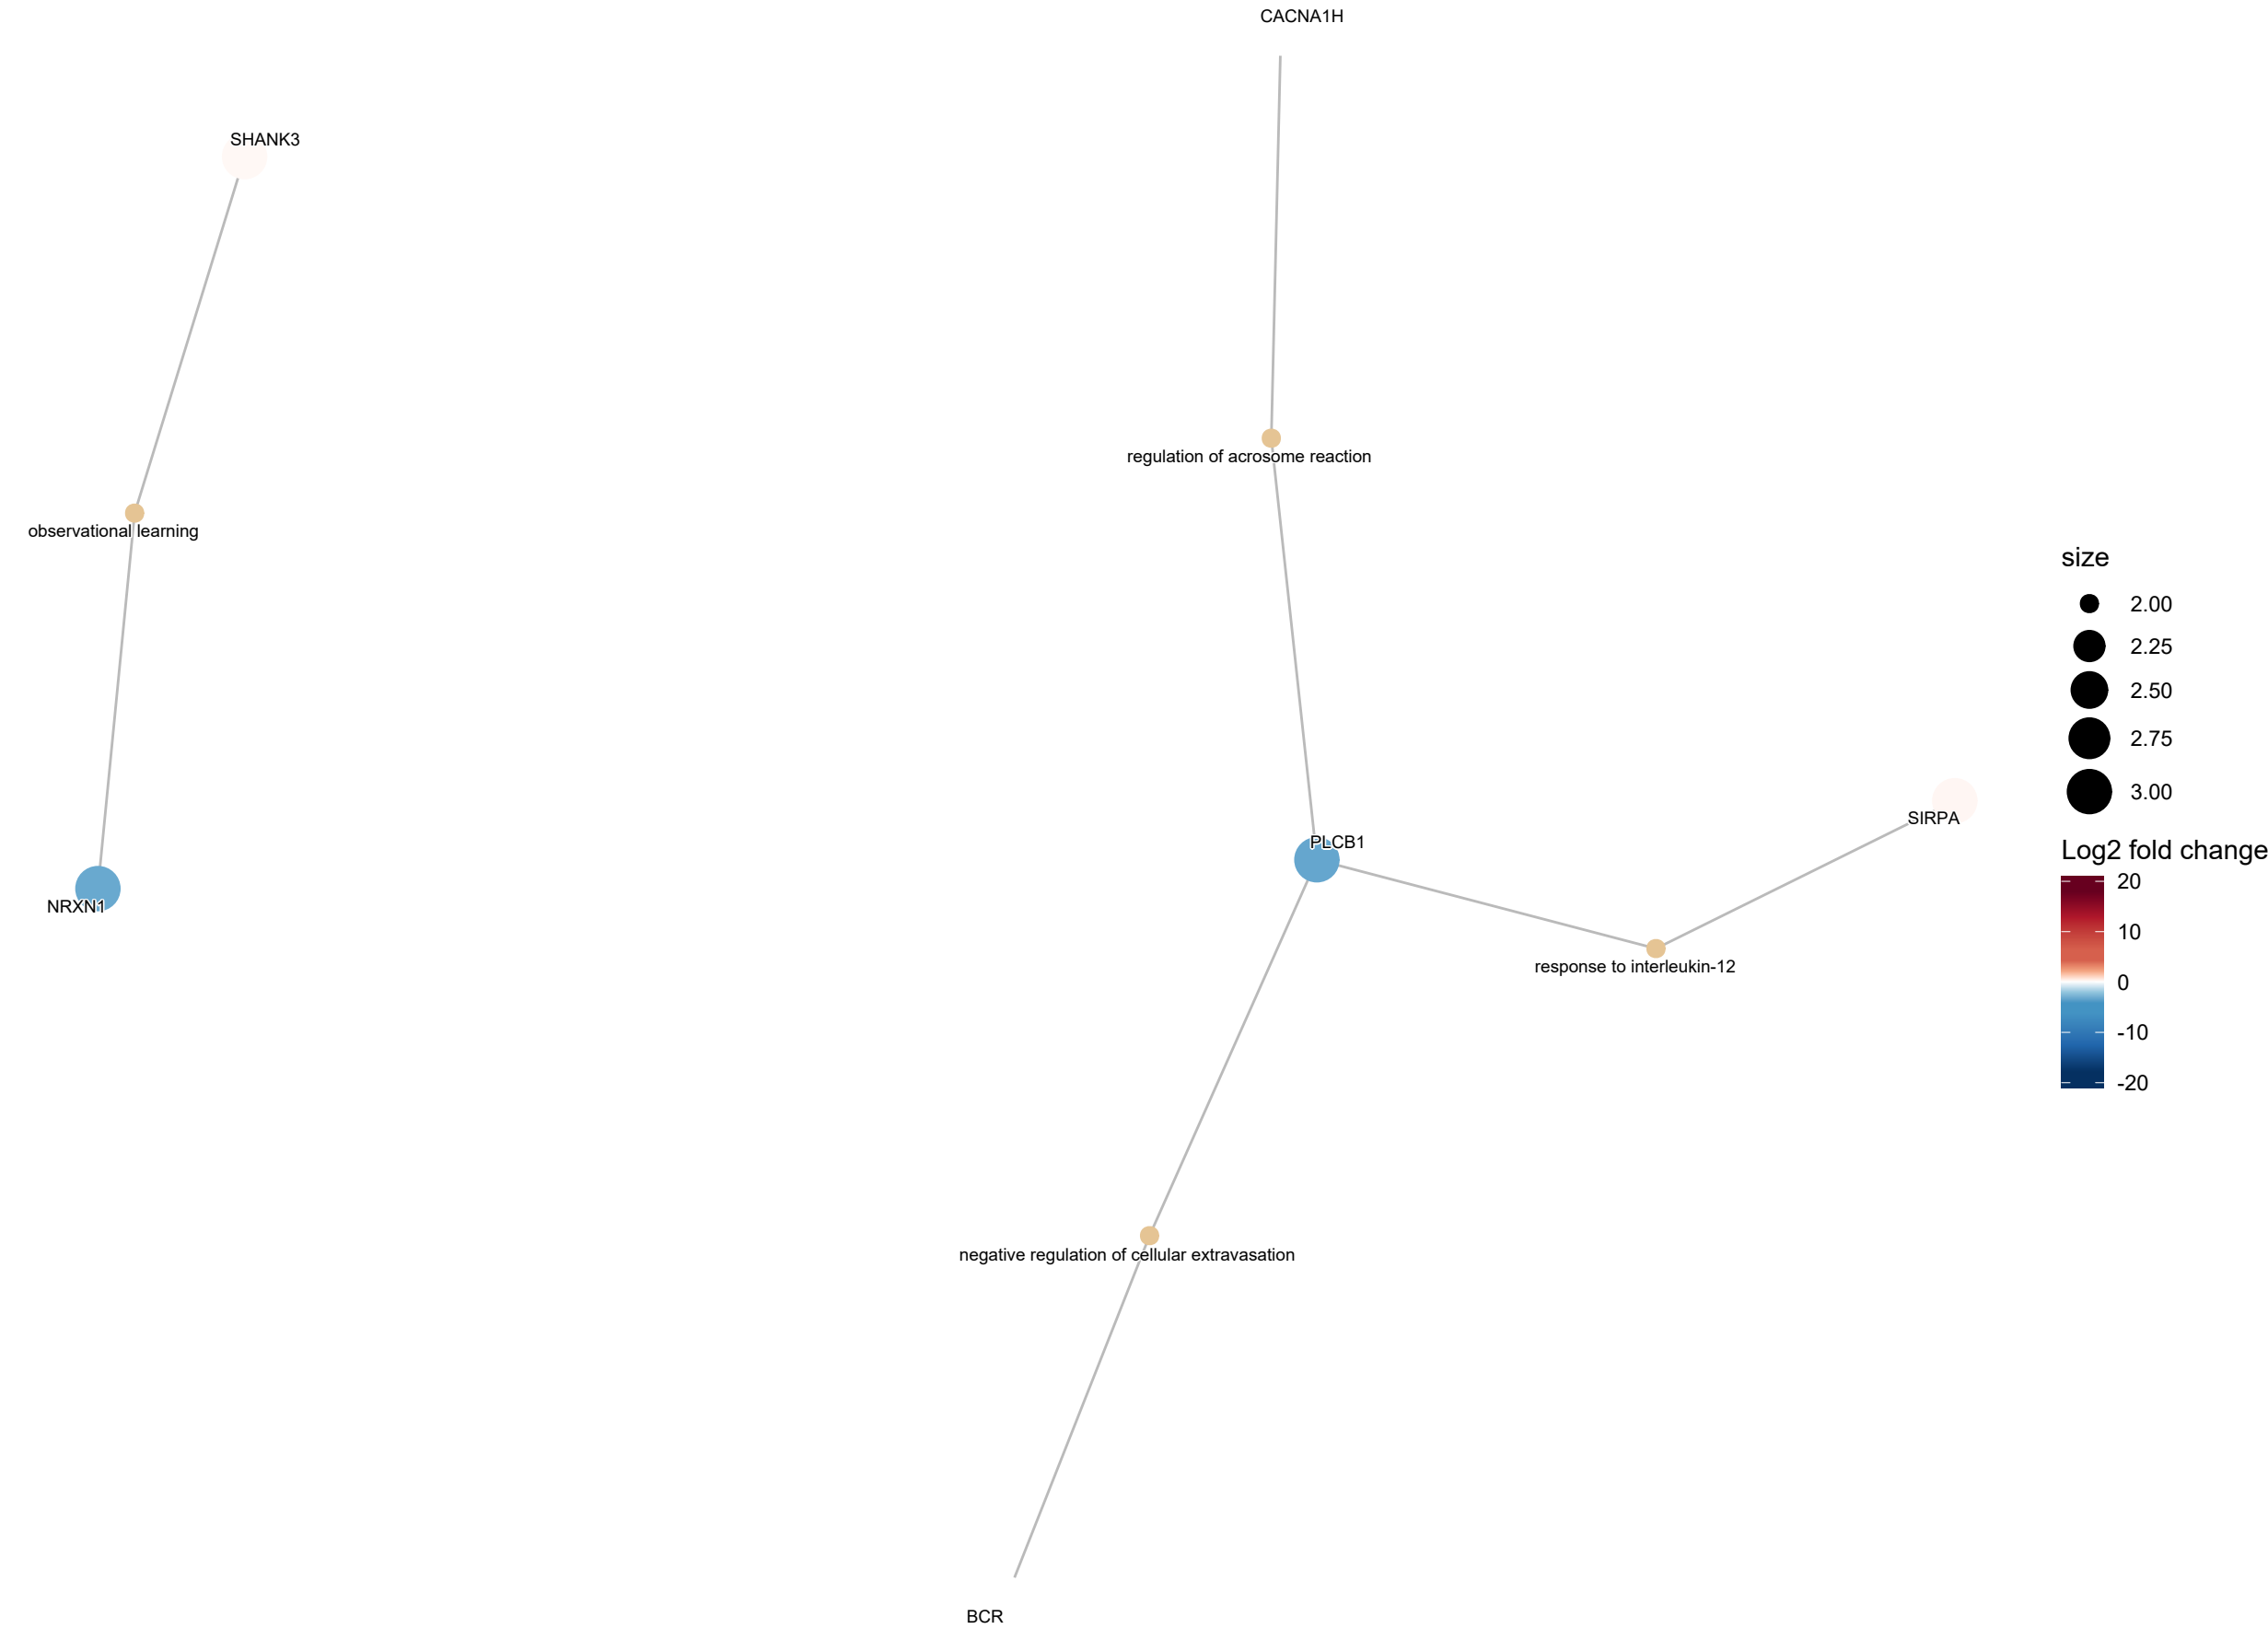 CACNA1H
SHANK3
regulation of acrosome reaction
observational learning
PLCB1
SIRPA
NRXN1
response to interleukin-12
negative regulation of cellular extravasation
BCR
size
2.00
2.25
2.50
2.75
3.00
Log2 fold change
20
10
0
-10
-20